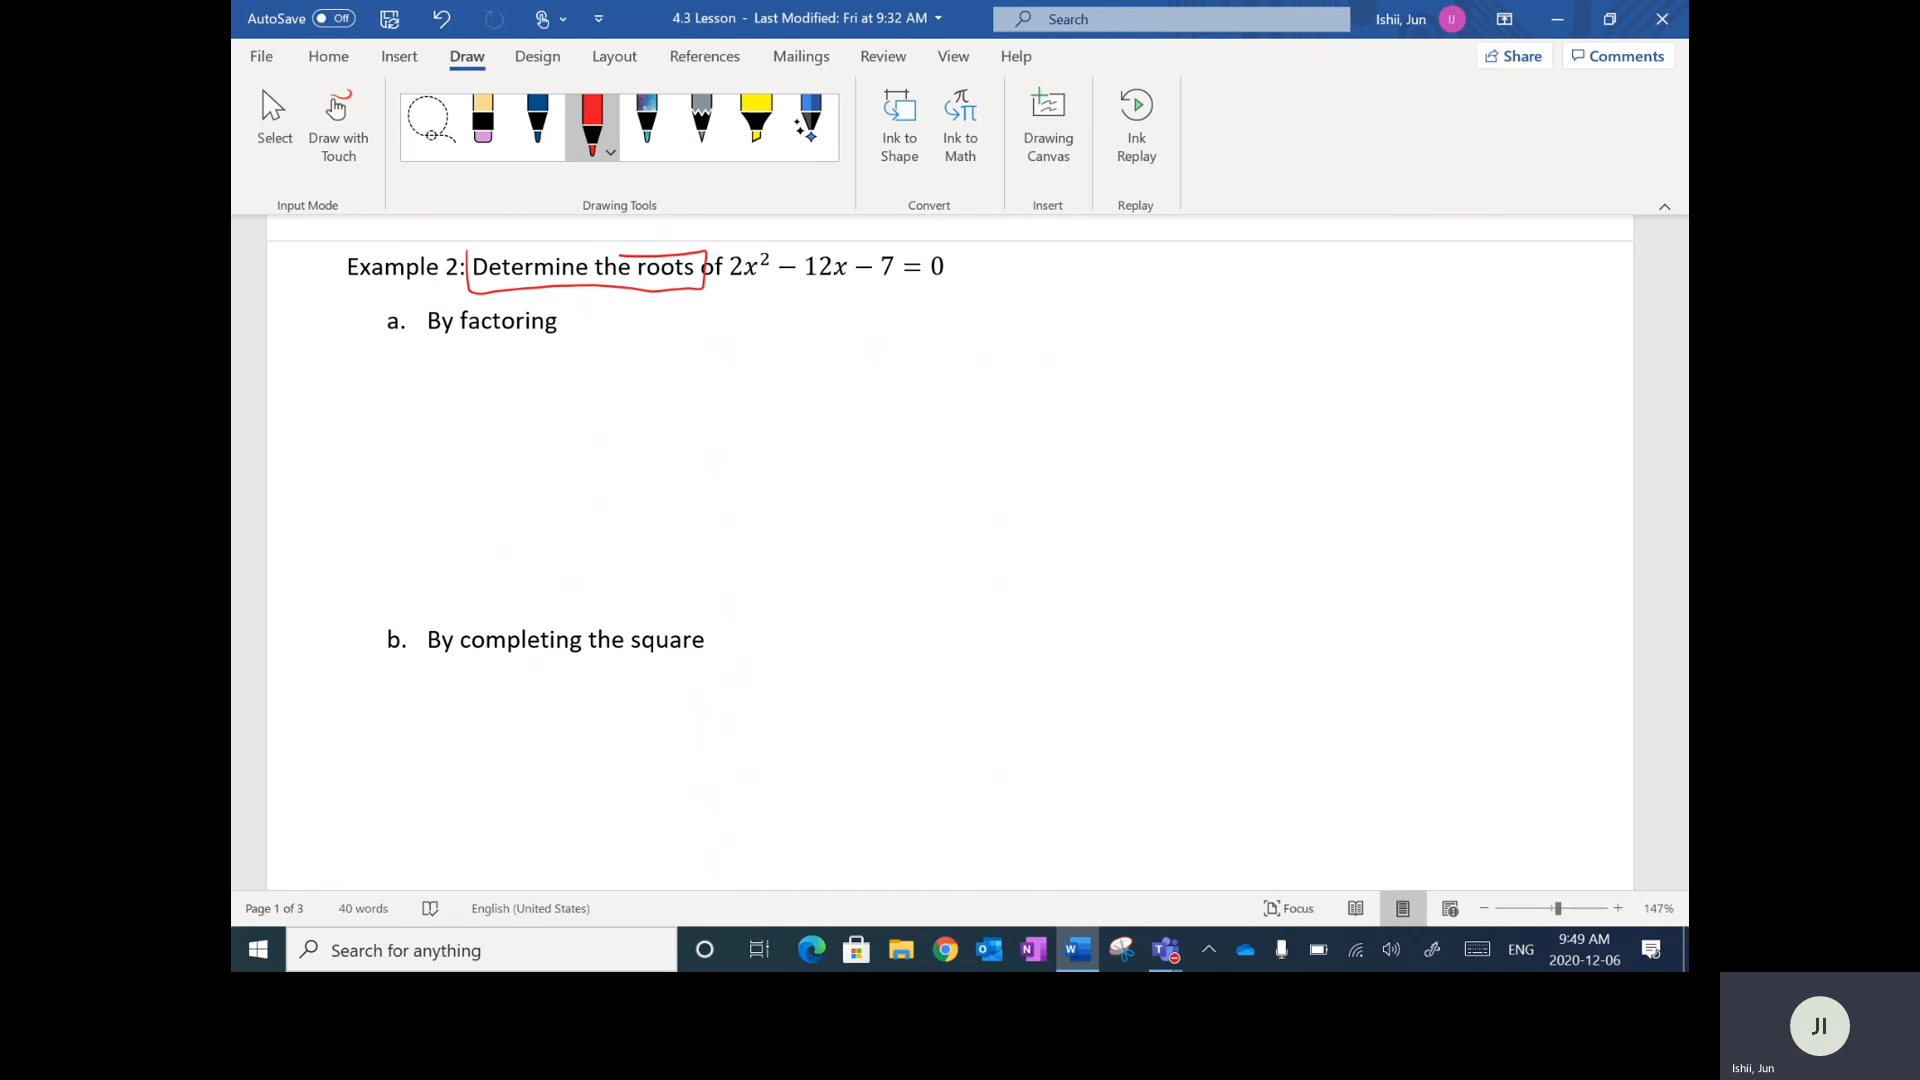 AutoSave Off 4.3 Lesson - Last Modified: Fri at 9:32 AM Search Ishii, Jun IJ
File Home Insert Draw Design Layout References Mailings Review View Help Share Comments
Select Draw with Touch Ink to Shape Ink to Math Drawing Canvas Ink Replay
Input Mode Drawing Tools Convert Insert Replay
Example 2: Determine the roots of 2x² − 12x − 7 = 0
a. By factoring
b. By completing the square
Page 1 of 3 40 words English (United States) Focus 147%
Search for anything ENG 9:49 AM
2020-12-06
JI
Ishii, Jun